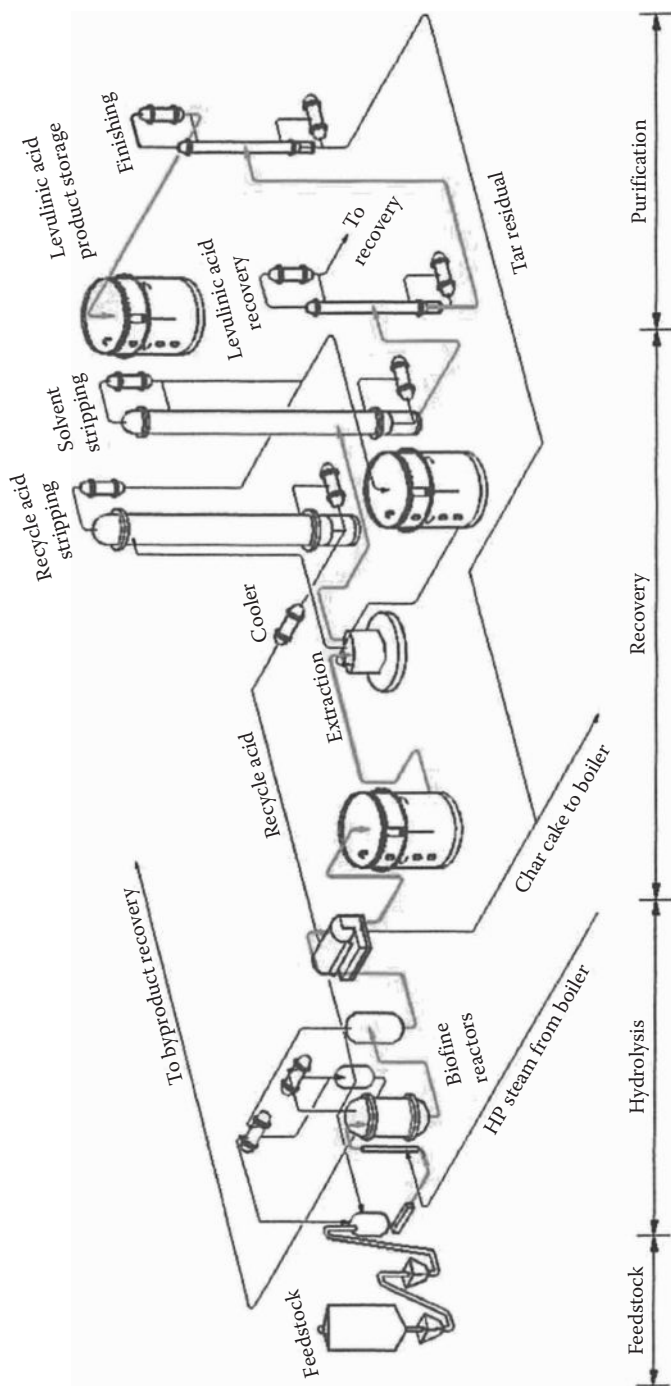 Feedstock
To byproduct recovery
Biofine
reactors
HP steam from boiler
Char cake to boiler
Recycle acid
Cooler
Extraction
Recycle acid
stripping
Solvent
stripping
Levulinic acid
product storage
Levulinic acid
recovery
To
recovery
Finishing
Tar residual
Feedstock
Hydrolysis
Recovery
Purification